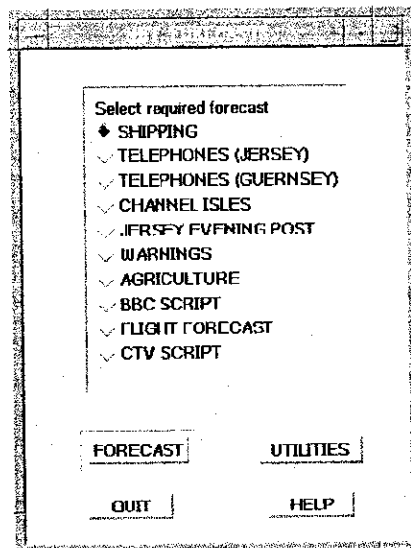 Select required forecast
SHIPPING
TELEPHONES (JERSEY)
TELEPHONES (GUERNSEY)
CHANNEL ISLES
JERSEY EVENING POST
WARNINGS
AGRICULTURE
BBC SCRIPT
FLIGHT FORECAST
CTV SCRIPT
FORECAST UTILITIES
QUIT HELP